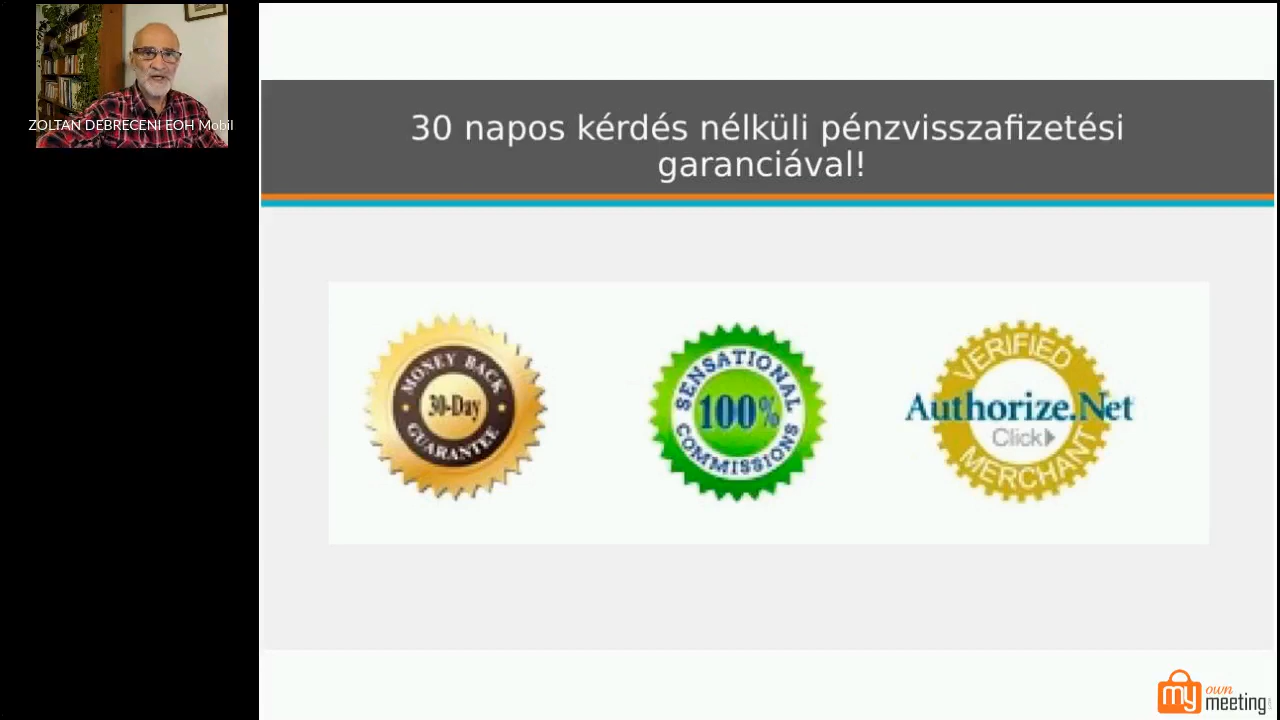 ZOLTAN DEBRECENI EOH Mobil
30 napos kérdés nélküli pénzvisszafizetési
garanciával!
MONEY BACK
30-Day
GUARANTEE
SENSATIONAL
100%
COMMISSIONS
VERIFIED
Authorize.Net
Click
MERCHANT
my own
meeting